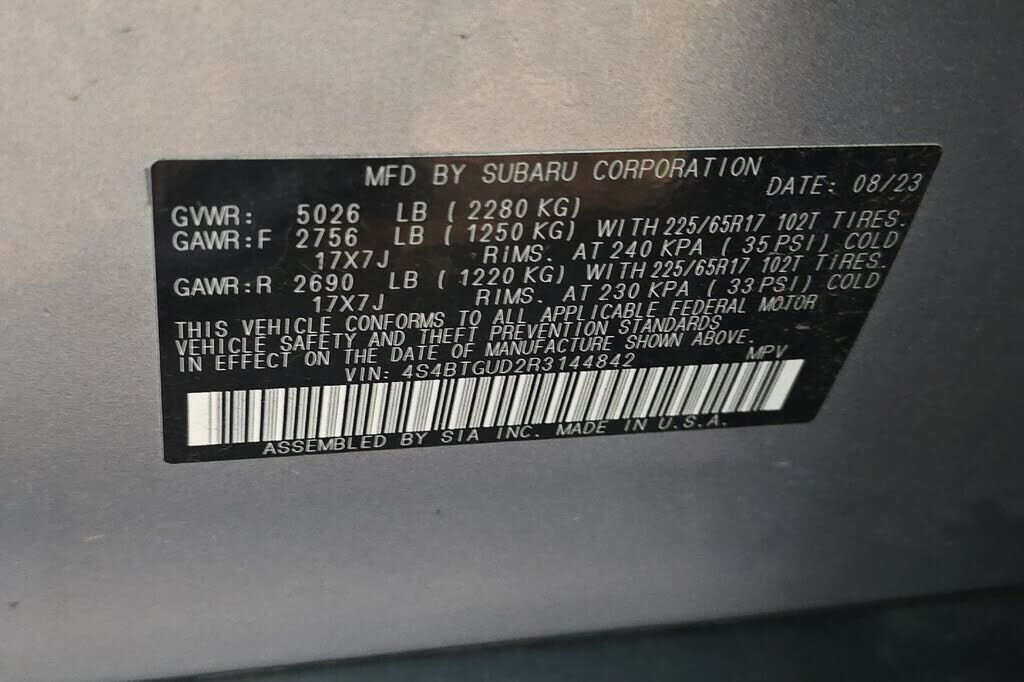 MFD BY SUBARU CORPORATION
DATE: 08/23
GVWR: 5026 LB ( 2280 KG)
GAWR:F 2756 LB ( 1250 KG) WITH 225/65R17 102T TIRES.
17X7J RIMS. AT 240 KPA ( 35 PSI) COLD
GAWR:R 2690 LB ( 1220 KG) WITH 225/65R17 102T TIRES.
17X7J RIMS. AT 230 KPA ( 33 PSI) COLD
THIS VEHICLE CONFORMS TO ALL APPLICABLE FEDERAL MOTOR
VEHICLE SAFETY AND THEFT PREVENTION STANDARDS
IN EFFECT ON THE DATE OF MANUFACTURE SHOWN ABOVE.
VIN: 4S4BTGUD2R3144842 MPV
ASSEMBLED BY SIA INC. MADE IN U.S.A.